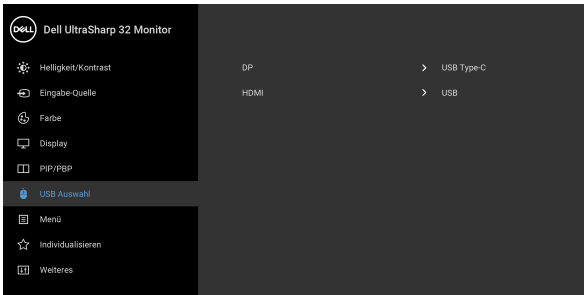 DELL
Dell UltraSharp 32 Monitor
Helligkeit/Kontrast
DP
USB Type-C
Eingabe-Quelle
HDMI
USB
Farbe
Display
PIP/PBP
USB Auswahl
Menü
Individualisieren
Weiteres